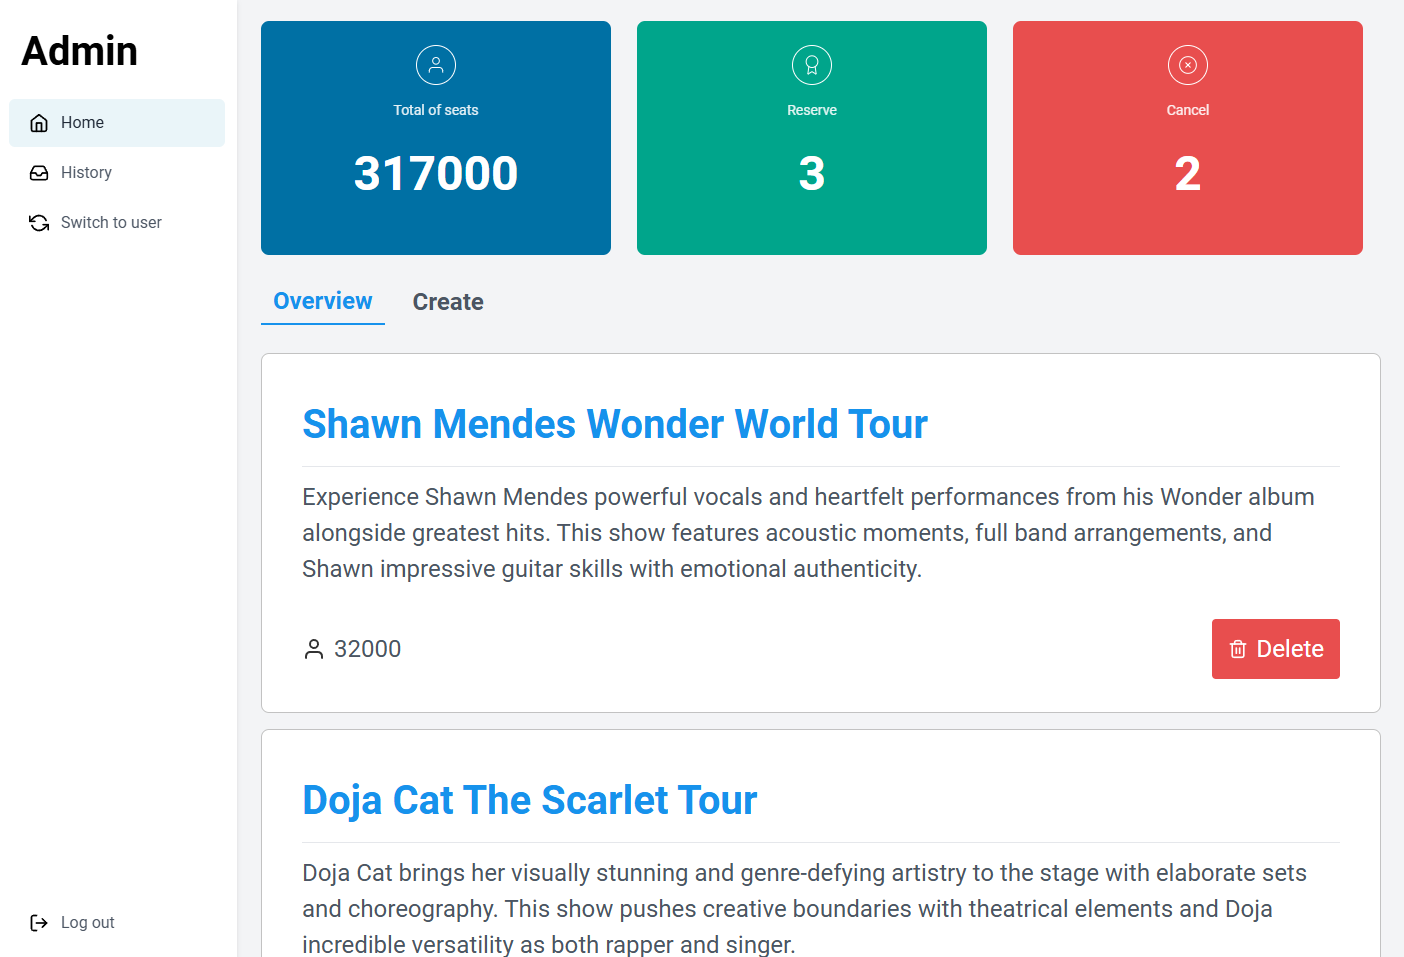 Admin
Home
History
Switch to user
Log out
Total of seats
317000
Reserve
3
Cancel
2
Overview
Create
Shawn Mendes Wonder World Tour
Experience Shawn Mendes powerful vocals and heartfelt performances from his Wonder album
alongside greatest hits. This show features acoustic moments, full band arrangements, and
Shawn impressive guitar skills with emotional authenticity.
32000
Delete
Doja Cat The Scarlet Tour
Doja Cat brings her visually stunning and genre-defying artistry to the stage with elaborate sets
and choreography. This show pushes creative boundaries with theatrical elements and Doja
incredible versatility as both rapper and singer.